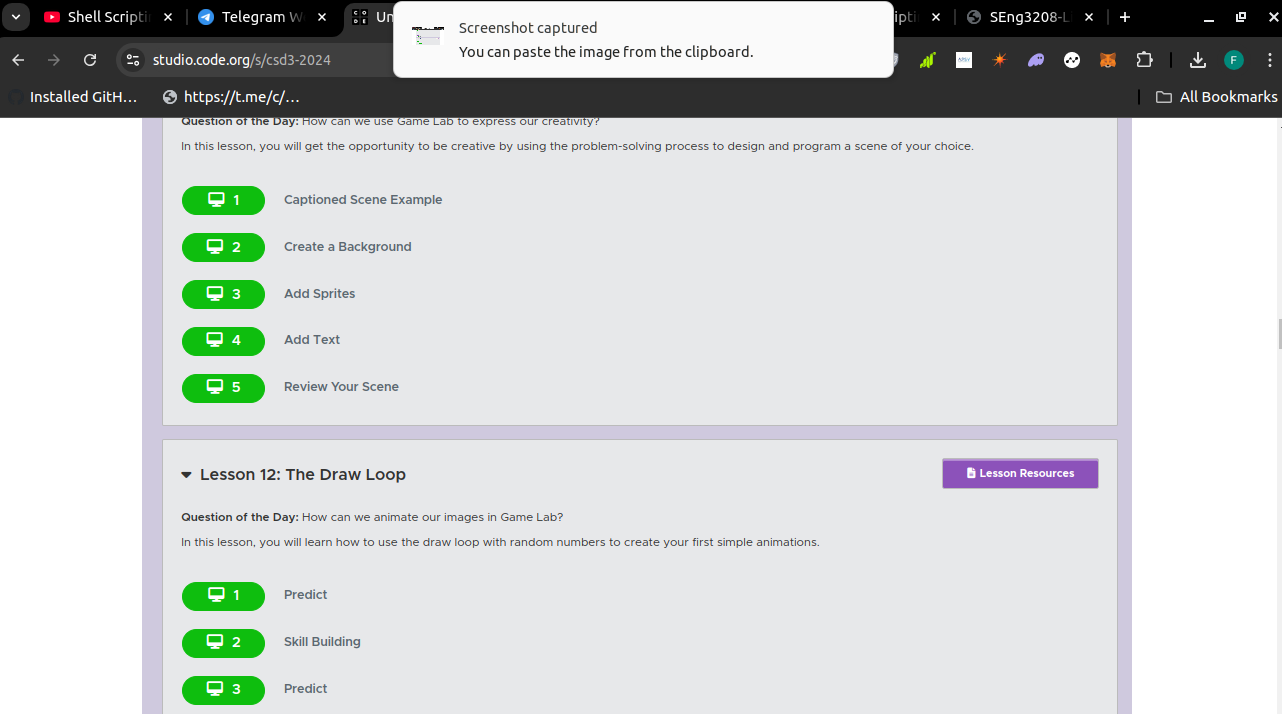 Shell Scripti
Telegram W
Un
Screenshot captured
You can paste the image from the clipboard.
ripti
SEng3208-L
studio.code.org/s/csd3-2024
F
Installed GitH…
https://t.me/c/…
All Bookmarks
Question of the Day: How can we use Game Lab to express our creativity?
In this lesson, you will get the opportunity to be creative by using the problem-solving process to design and program a scene of your choice.
1 Captioned Scene Example
2 Create a Background
3 Add Sprites
4 Add Text
5 Review Your Scene
Lesson 12: The Draw Loop
Lesson Resources
Question of the Day: How can we animate our images in Game Lab?
In this lesson, you will learn how to use the draw loop with random numbers to create your first simple animations.
1 Predict
2 Skill Building
3 Predict